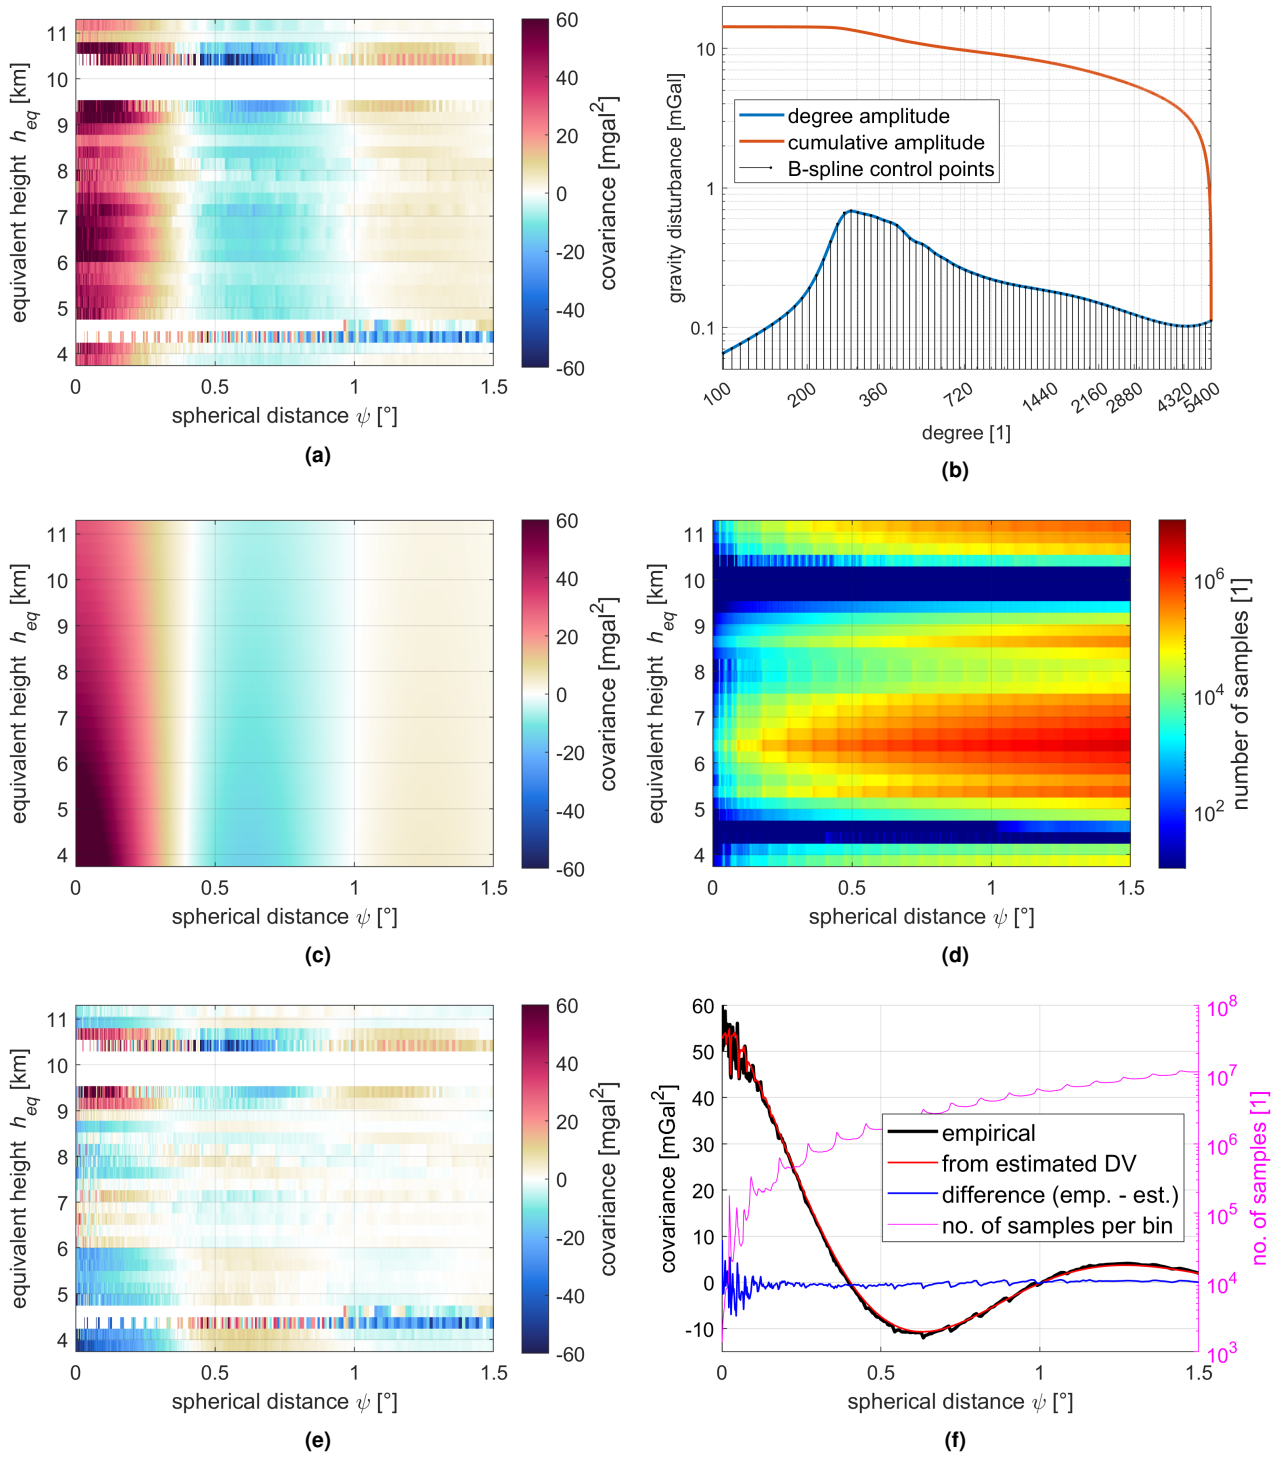 11
10
9
8
7
6
5
4
equivalent height h_eq [km]
0 0.5 1 1.5
spherical distance ψ [°]
60
40
20
0
-20
-40
-60
covariance [mgal²]
(a)
10
1
0.1
gravity disturbance [mGal]
degree amplitude
cumulative amplitude
B-spline control points
100 200 360 720 1440 2160 2880 4320 5400
degree [1]
(b)
11
10
9
8
7
6
5
4
equivalent height h_eq [km]
0 0.5 1 1.5
spherical distance ψ [°]
60
40
20
0
-20
-40
-60
covariance [mgal²]
(c)
11
10
9
8
7
6
5
4
equivalent height h_eq [km]
0 0.5 1 1.5
spherical distance ψ [°]
10⁶
10⁴
10²
number of samples [1]
(d)
11
10
9
8
7
6
5
4
equivalent height h_eq [km]
0 0.5 1 1.5
spherical distance ψ [°]
60
40
20
0
-20
-40
-60
covariance [mgal²]
(e)
60
50
40
30
20
10
0
-10
covariance [mGal²]
empirical
from estimated DV
difference (emp. - est.)
no. of samples per bin
10⁸
10⁷
10⁶
10⁵
10⁴
10³
no. of samples [1]
0 0.5 1 1.5
spherical distance ψ [°]
(f)